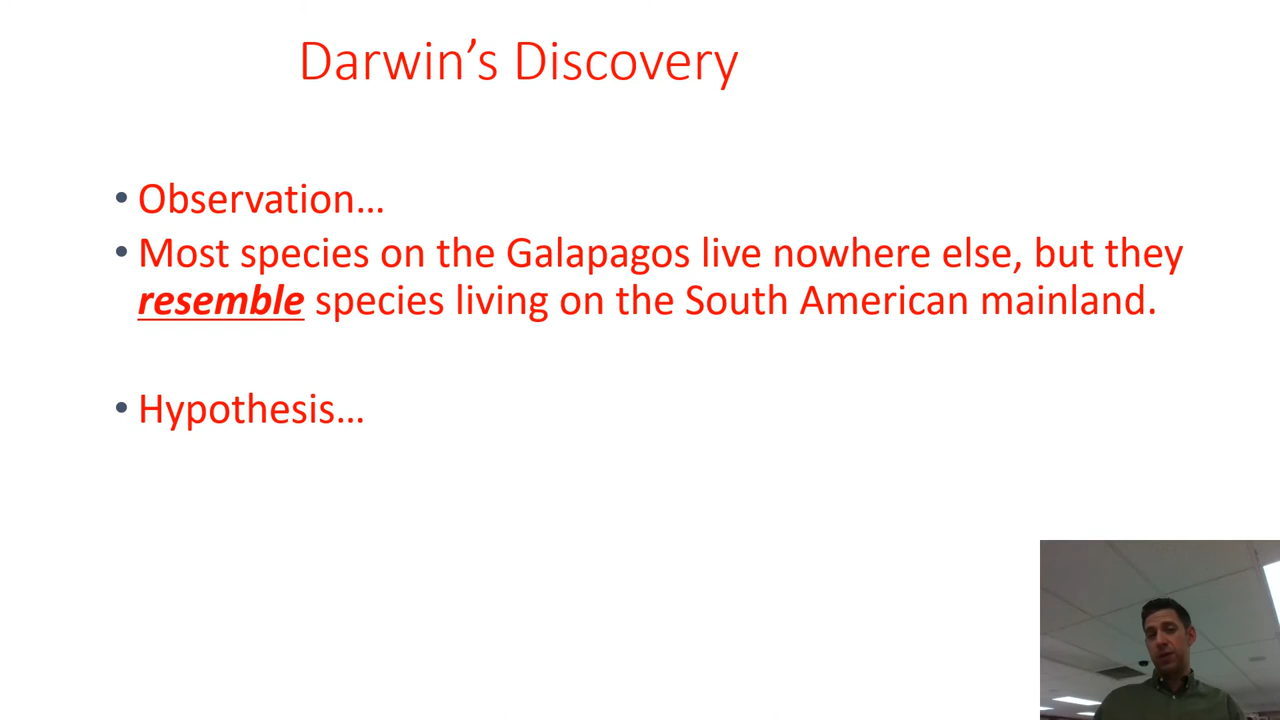 Darwin’s Discovery
• Observation…
• Most species on the Galapagos live nowhere else, but they
resemble species living on the South American mainland.
• Hypothesis…